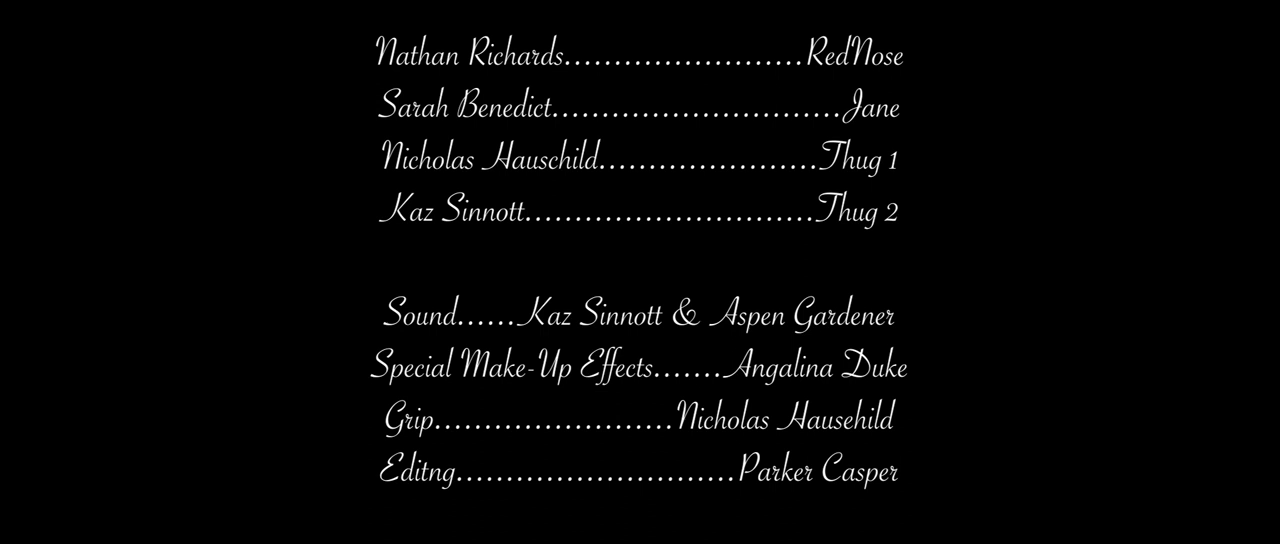 Nathan Richards........................RedNose
Sarah Benedict.............................Jane
Nicholas Hauschild......................Thug 1
Kaz Sinnott.............................Thug 2
Sound......Kaz Sinnott & Aspen Gardener
Special Make-Up Effects.......Angalina Duke
Grip........................Nicholas Hausehild
Editng............................Parker Casper